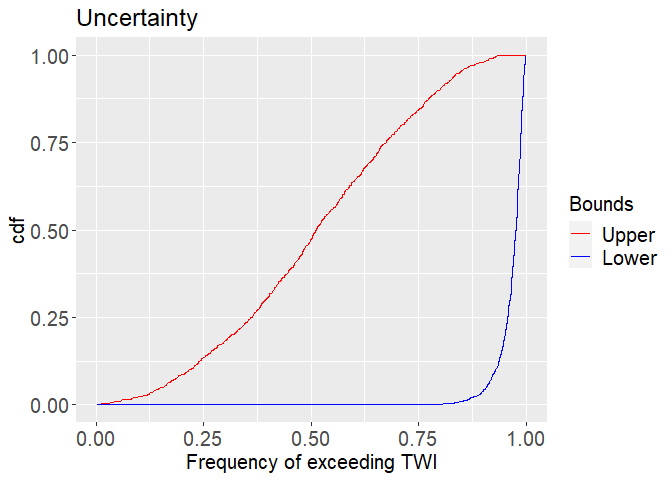 Uncertainty
1.00
0.75
0.50
0.25
0.00
cdf
0.00 0.25 0.50 0.75 1.00
Frequency of exceeding TWI
Bounds
Upper
Lower